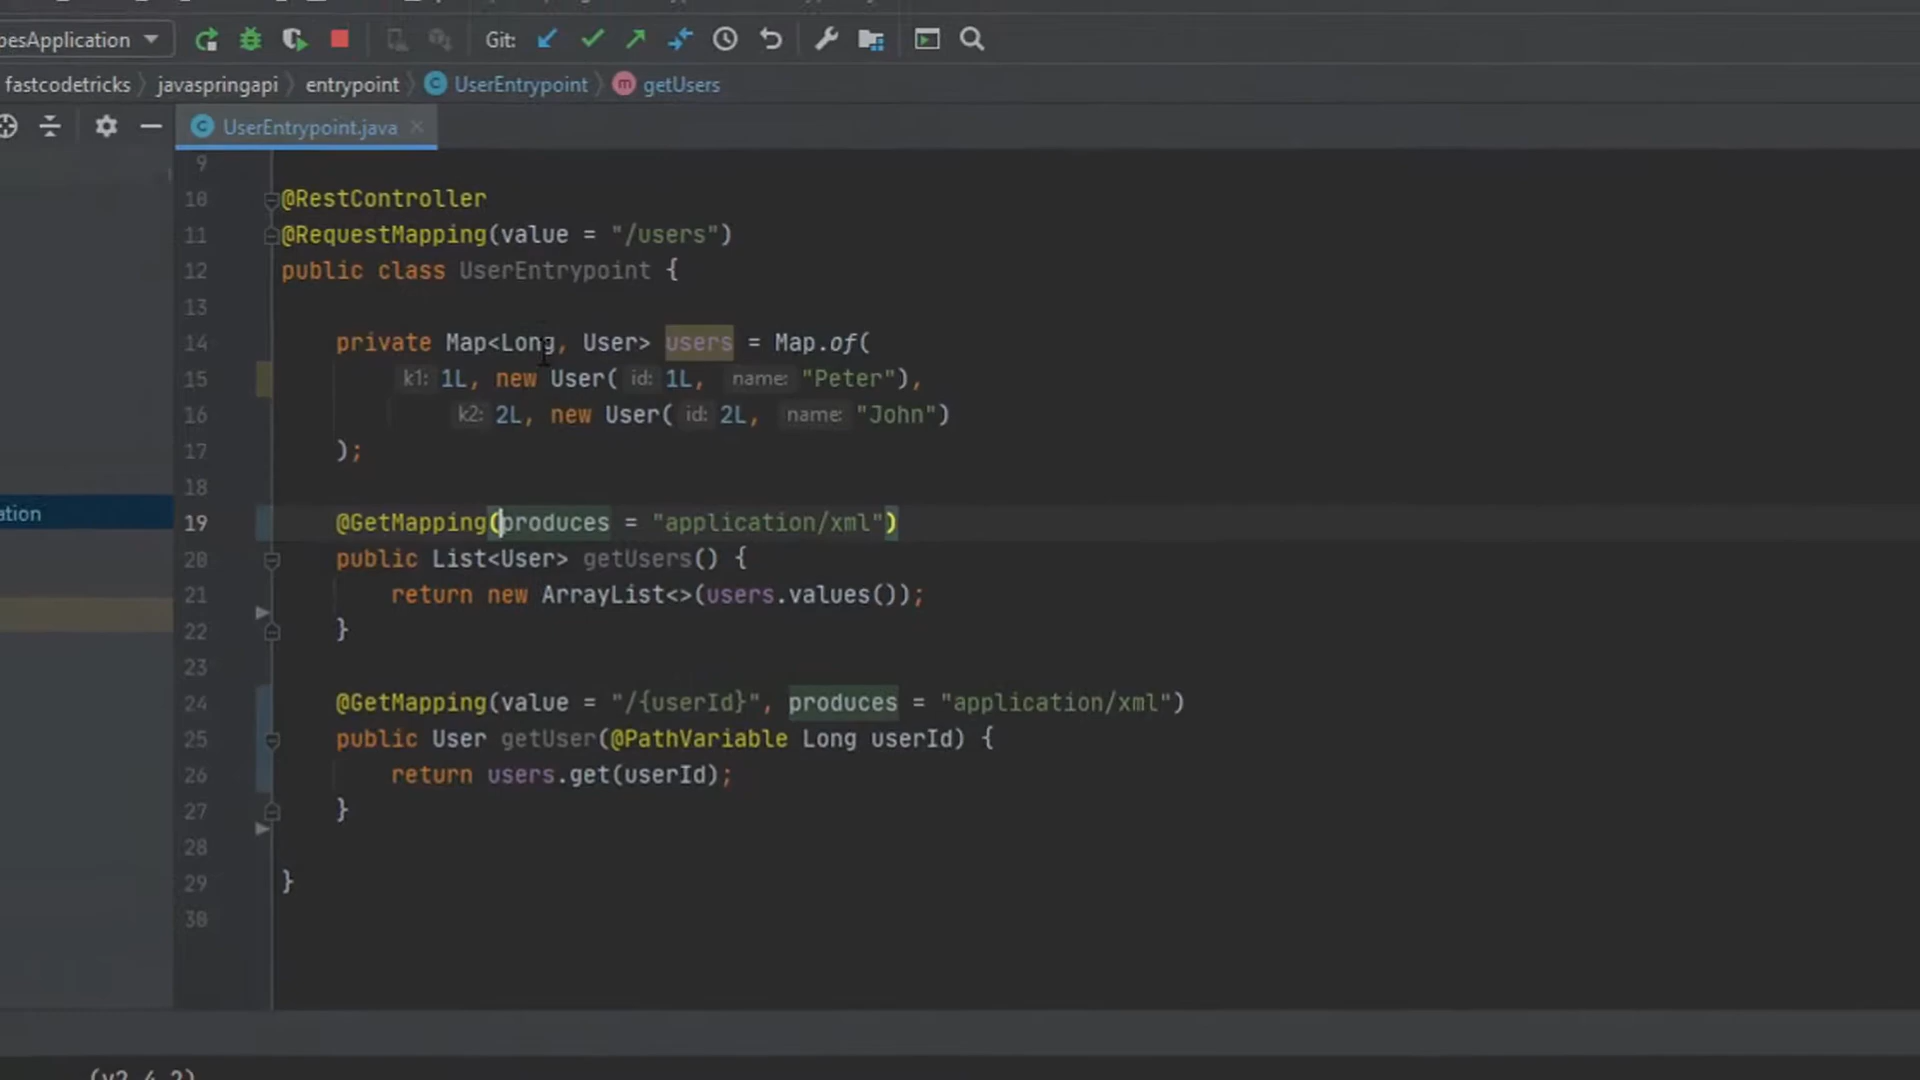 pesApplication Git:
fastcodetricks javaspringapi entrypoint UserEntrypoint getUsers
UserEntrypoint.java
9
10 @RestController
11 @RequestMapping(value = "/users")
12 public class UserEntrypoint {
13
14 private Map<Long, User> users = Map.of(
15 k1: 1L, new User( id: 1L, name: "Peter"),
16 k2: 2L, new User( id: 2L, name: "John")
17 );
18
19 @GetMapping(produces = "application/xml")
20 public List<User> getUsers() {
21 return new ArrayList<>(users.values());
22 }
23
24 @GetMapping(value = "/{userId}", produces = "application/xml")
25 public User getUser(@PathVariable Long userId) {
26 return users.get(userId);
27 }
28
29 }
30
ation
(v2.4.2)